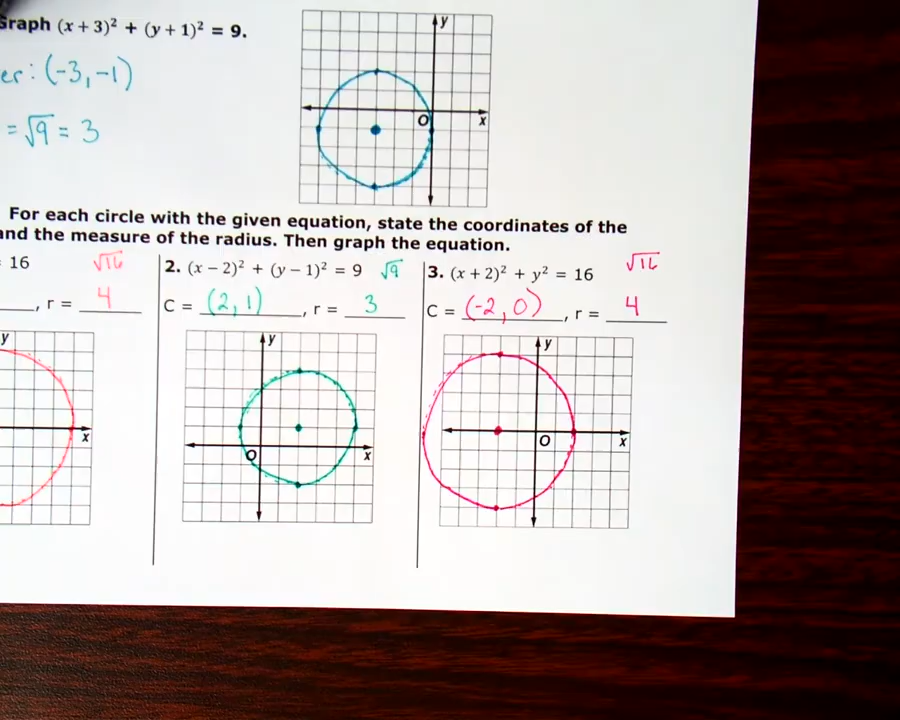 Graph (x + 3)² + (y + 1)² = 9.
er: (-3, -1)
= √9 = 3
y
O
x
For each circle with the given equation, state the coordinates of the
and the measure of the radius. Then graph the equation.
= 16 √16
, r = 4
y
x
2. (x − 2)² + (y − 1)² = 9 √9
C = (2, 1), r = 3
y
O
x
3. (x + 2)² + y² = 16 √16
C = (-2, 0), r = 4
y
O
x